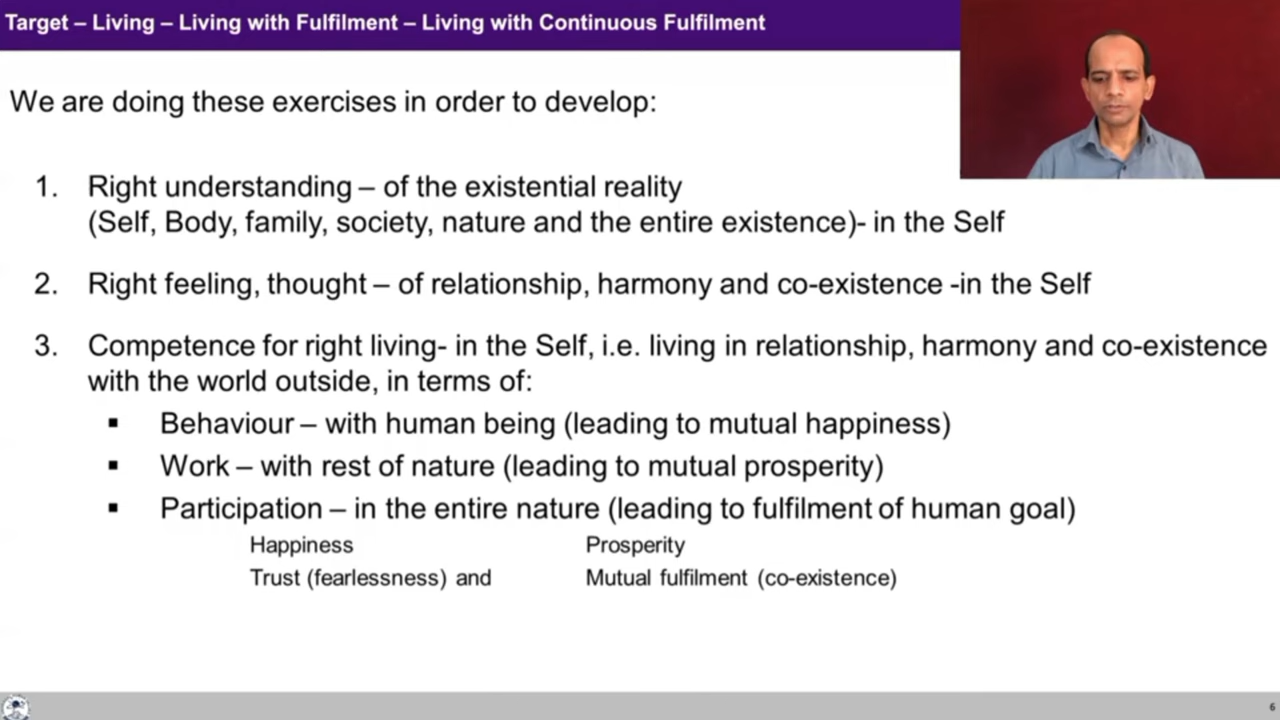 Target – Living – Living with Fulfilment – Living with Continuous Fulfilment
We are doing these exercises in order to develop:
1. Right understanding – of the existential reality
(Self, Body, family, society, nature and the entire existence)- in the Self
2. Right feeling, thought – of relationship, harmony and co-existence -in the Self
3. Competence for right living- in the Self, i.e. living in relationship, harmony and co-existence
with the world outside, in terms of:
▪ Behaviour – with human being (leading to mutual happiness)
▪ Work – with rest of nature (leading to mutual prosperity)
▪ Participation – in the entire nature (leading to fulfilment of human goal)
Happiness Prosperity
Trust (fearlessness) and Mutual fulfilment (co-existence)
6